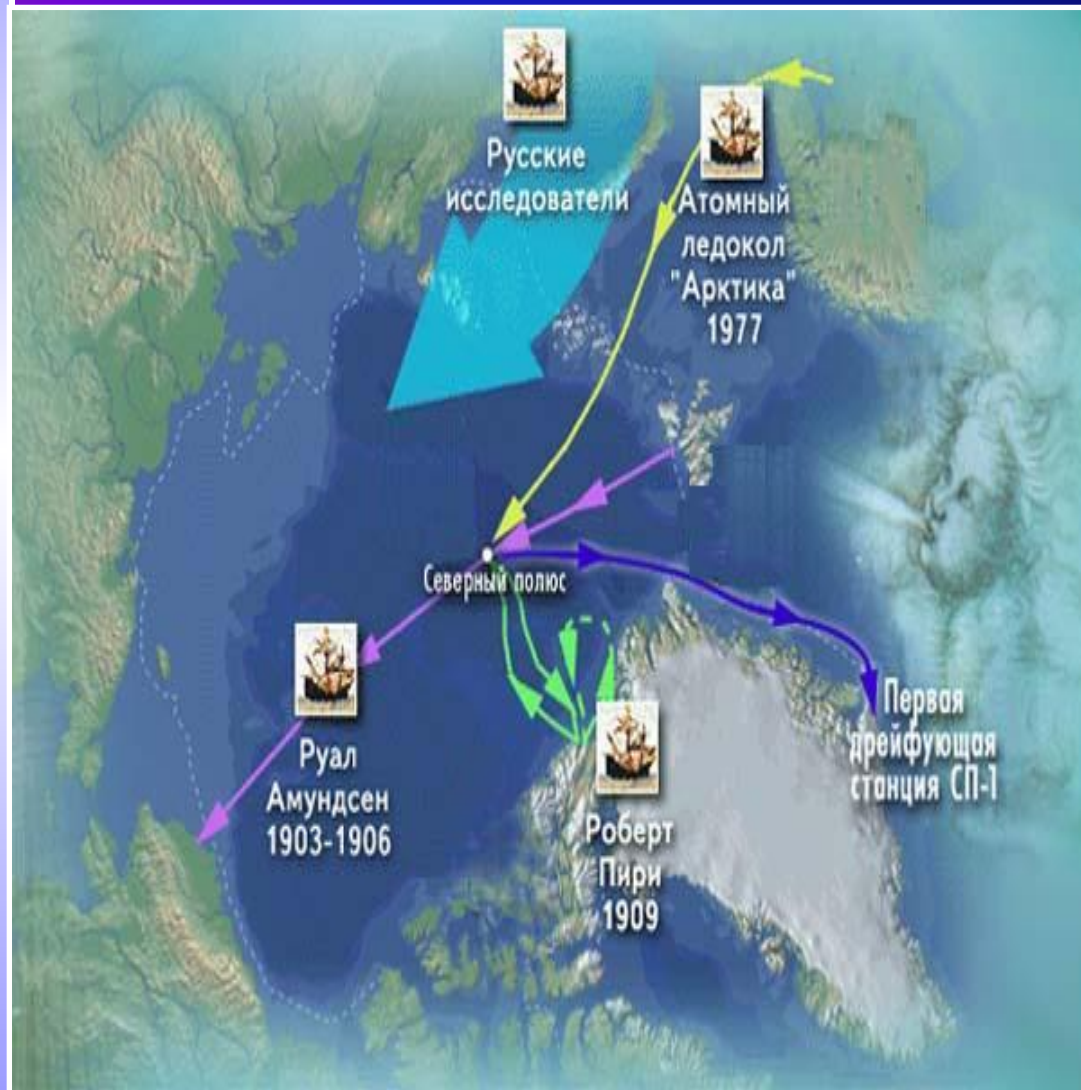 Русские
исследователи
Атомный
ледокол
"Арктика"
1977
Северный полюс
Первая
дрейфующая
станция СП-1
Руал
Амундсен
1903-1906
Роберт
Пири
1909